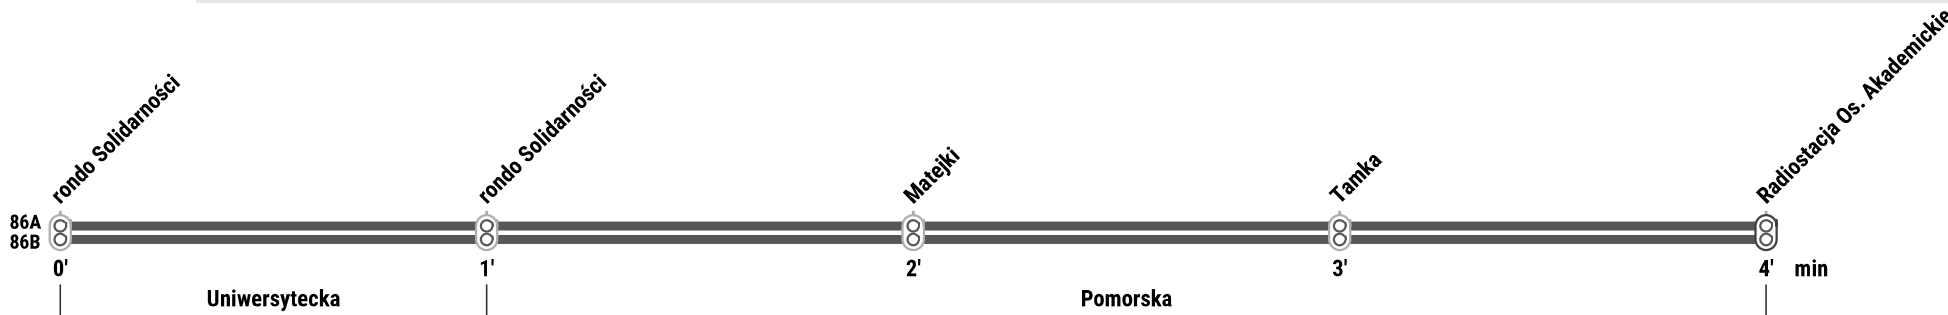 rondo Solidarności
rondo Solidarności
Matejki
Tamka
Radiostacja Os. Akademickie
86A
86B
0' 1' 2' 3' 4' min
Uniwersytecka Pomorska